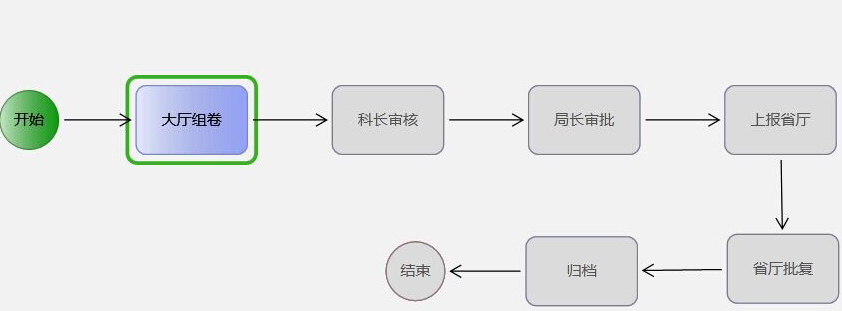 开始
大厅组卷
科长审核
局长审批
上报省厅
省厅批复
归档
结束